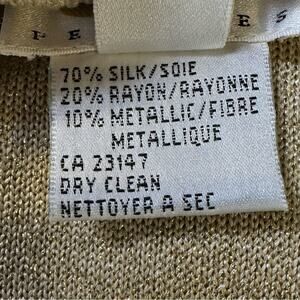 P E
E S
70% SILK/SOIE
20% RAYON/RAYONNE
10% METALLIC/FIBRE
METALLIQUE
CA 23147
DRY CLEAN
NETTOYER A SEC